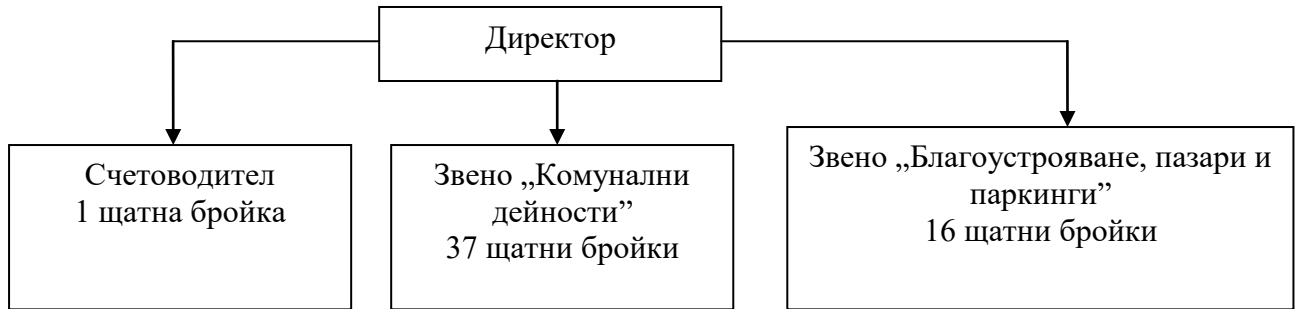 Директор
Счетоводител
1 щатна бройка
Звено „Комунални
дейности”
37 щатни бройки
Звено „Благоустрояване, пазари и
паркинги”
16 щатни бройки